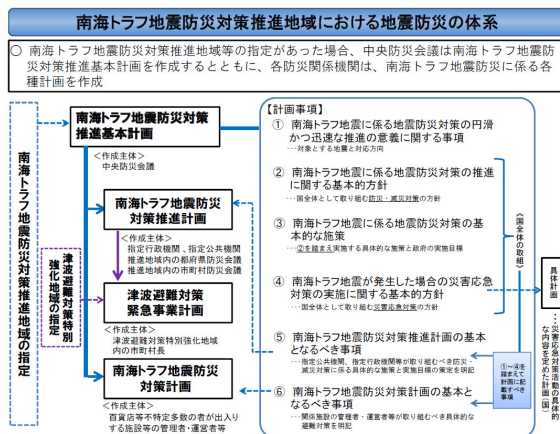 南海トラフ地震防災対策推進地域における地震防災の体系
○ 南海トラフ地震防災対策推進地域等の指定があった場合、中央防災会議は南海トラフ地震防
災対策推進基本計画を作成するとともに、各防災関係機関は、南海トラフ地震防災に係る各
種計画を作成
南海トラフ地震防災対策推進地域の指定
津波避難対策特別
強化地域の指定
南海トラフ地震防災対策
推進基本計画
<作成主体>
中央防災会議
南海トラフ地震防災
対策推進計画
<作成主体>
指定行政機関、指定公共機関
推進地域内の都府県防災会議
推進地域内の市町村防災会議
津波避難対策
緊急事業計画
<作成主体>
津波避難対策特別強化地域
内の市町村長
南海トラフ地震防災
対策計画
<作成主体>
百貨店等不特定多数の者が出入り
する施設等の管理者・運営者等
【計画事項】
① 南海トラフ地震に係る地震防災対策の円滑
かつ迅速な推進の意義に関する事項
・・・対象とする地震と対応方向
② 南海トラフ地震に係る地震防災対策の推進
に関する基本的方針
・・・国全体として取り組む防災・減災対策の方針
③ 南海トラフ地震に係る地震防災対策の基
本的な施策
・・・②を踏まえ実施する具体的な施策と政府の実施目標
④ 南海トラフ地震が発生した場合の災害応急
対策の実施に関する基本的方針
・・・国全体として取り組む災害応急対策の方針
⑤ 南海トラフ地震防災対策推進計画の基本
となるべき事項
・・・指定公共機関、指定行政機関等が取り組むべき防災・
減災対策に係る具体的な施策と実施目標の策定を明記
⑥ 南海トラフ地震防災対策計画の基本的と
なるべき事項
・・・関係施設の管理者・運営者等が取り組むべき具体的な
避難対策を明記
《国全体の取組》
①~④を
踏まえて
計画に記
載すべき
事項
具体計画
・・・災害応急対策活動の具体的
な内容を定めた計画(国)